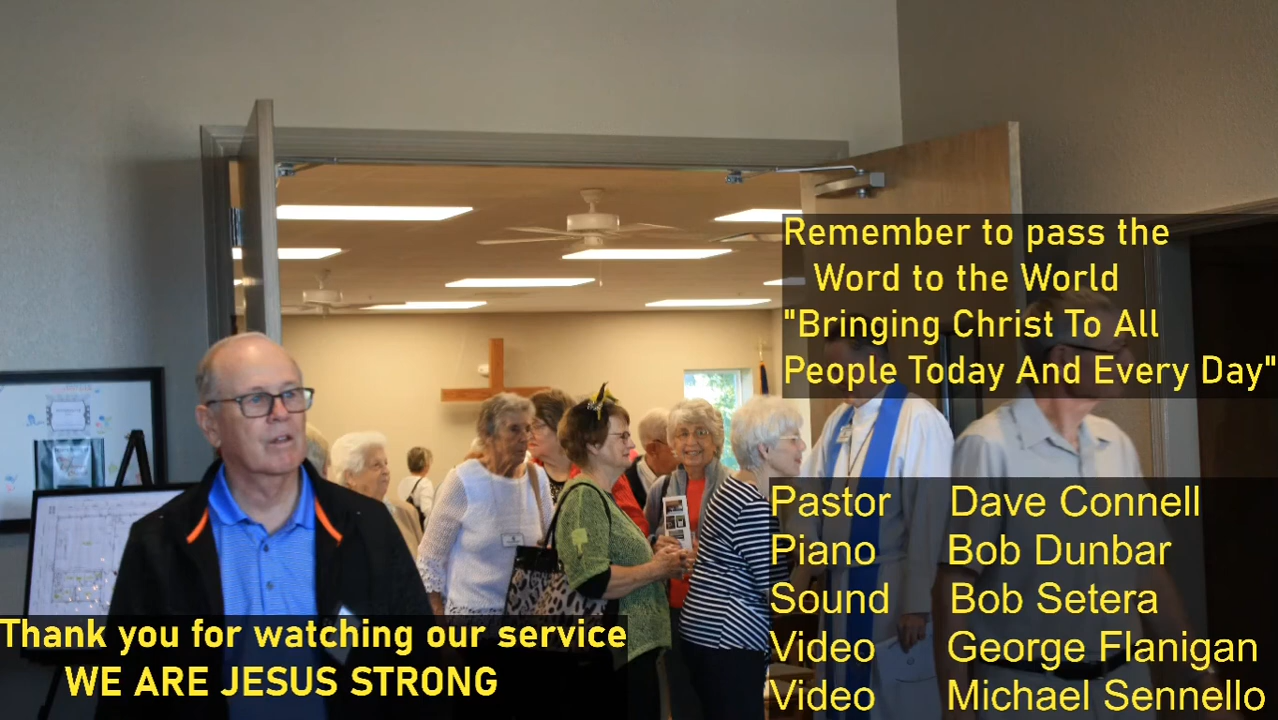 Remember to pass the
Word to the World
"Bringing Christ To All
People Today And Every Day"
Pastor Dave Connell
Piano Bob Dunbar
Sound Bob Setera
Video George Flanigan
Video Michael Sennello
Thank you for watching our service
WE ARE JESUS STRONG